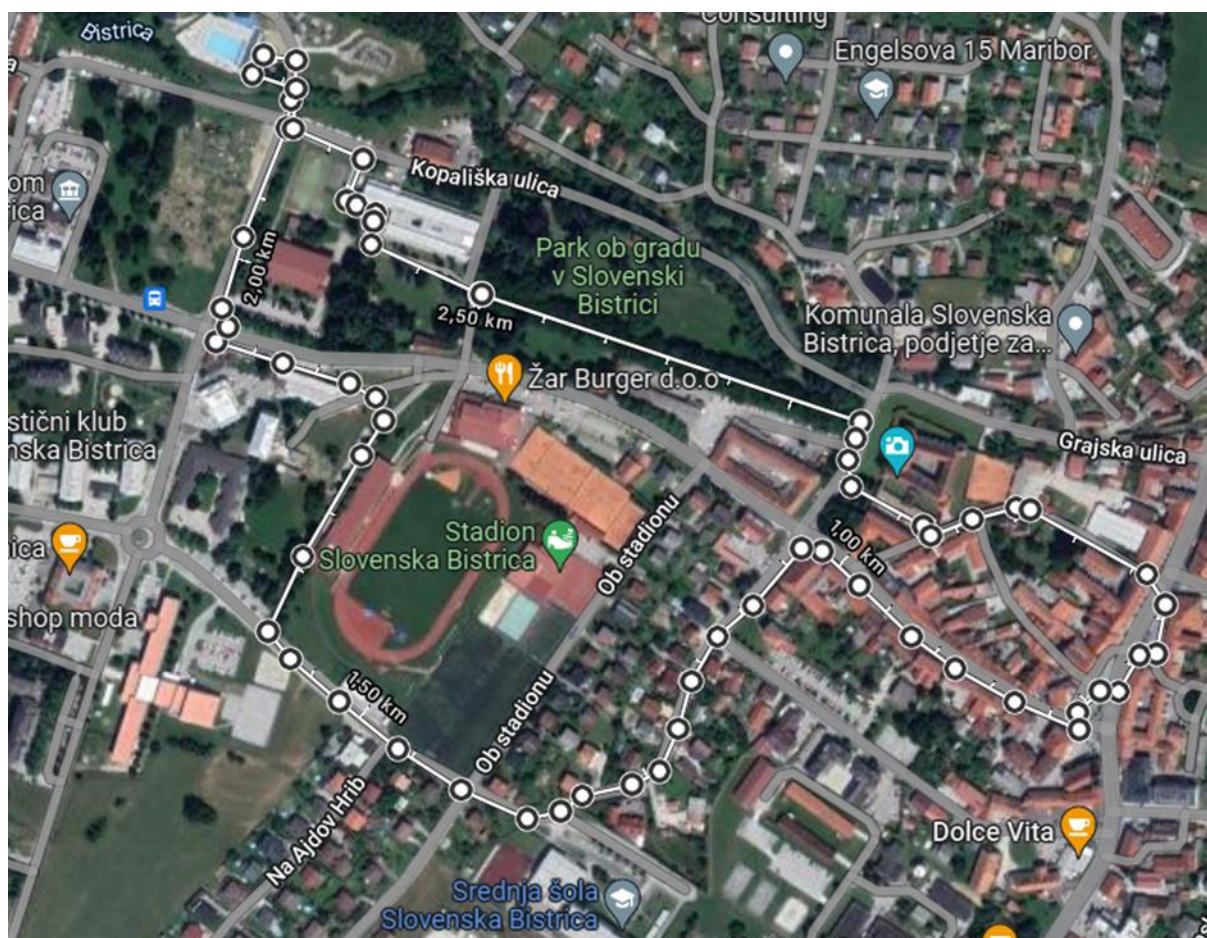 Consulting
Bistrica
Engelsova 15 Maribor
Kopališka ulica
om
rica
2,00 km
Park ob gradu
v Slovenski
Bistrici
2,50 km
Komunala Slovenska
Bistrica, podjetje za...
Žar Burger d.o.o
stični klub
nska Bistrica
Grajska ulica
Stadion
Slovenska Bistrica
Ob stadionu
1,00 km
nica
shop moda
1,50 km
Ob stadionu
Na Ajdov Hrib
Dolce Vita
Srednja šola
Slovenska Bistrica